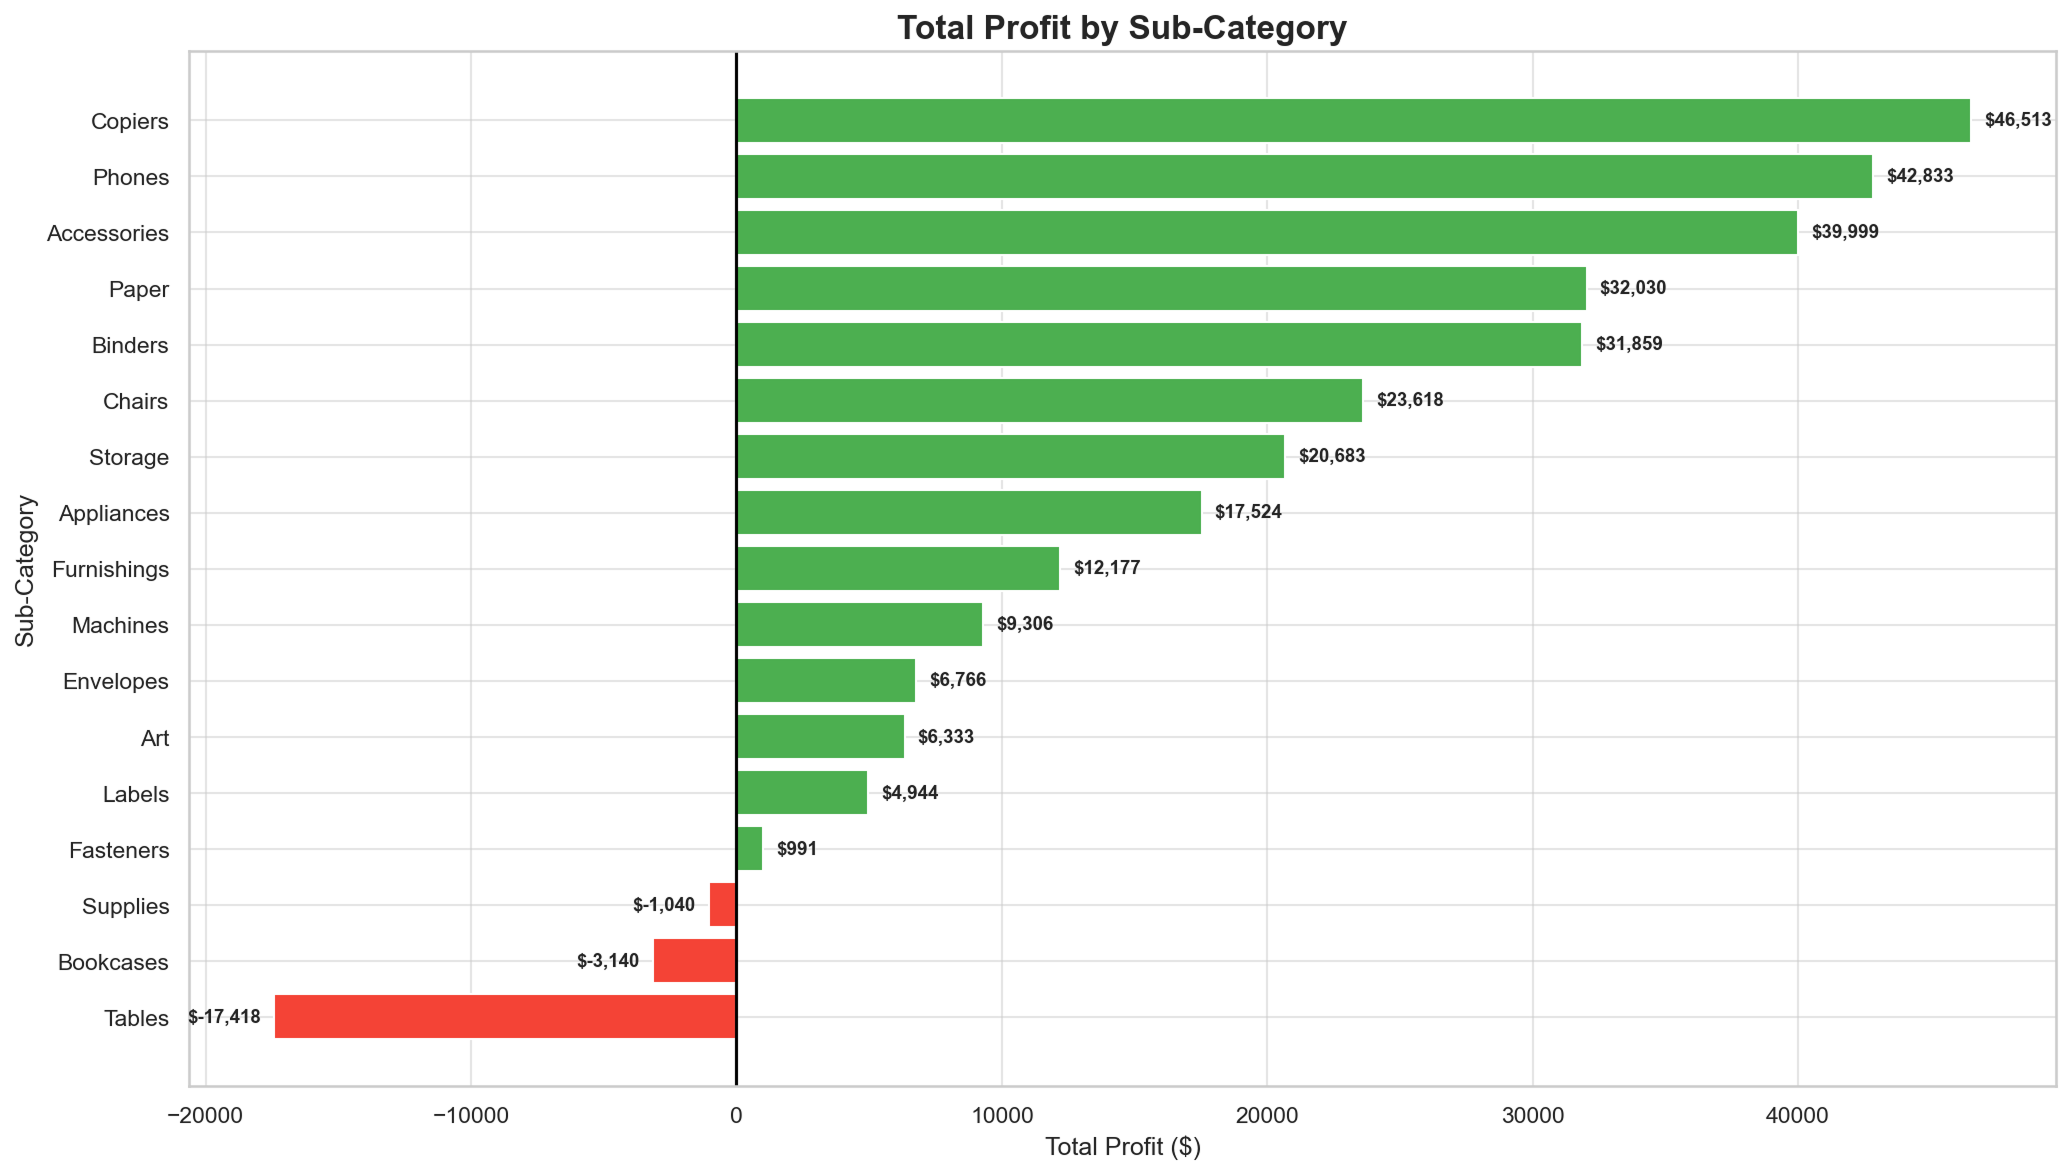 Total Profit by Sub-Category
Copiers $46,513
Phones $42,833
Accessories $39,999
Paper $32,030
Binders $31,859
Chairs $23,618
Storage $20,683
Appliances $17,524
Furnishings $12,177
Machines $9,306
Envelopes $6,766
Art $6,333
Labels $4,944
Fasteners $991
Supplies $-1,040
Bookcases $-3,140
Tables $-17,418
Sub-Category
−20000 −10000 0 10000 20000 30000 40000
Total Profit ($)